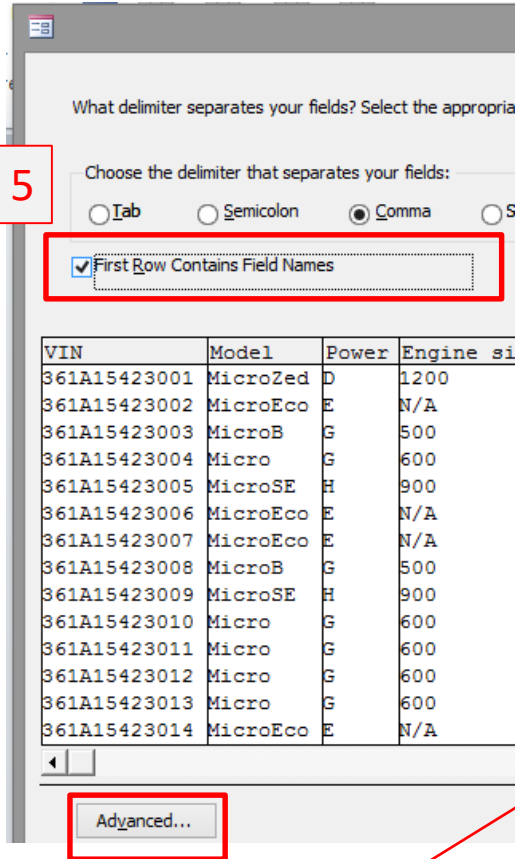 What delimiter separates your fields? Select the appropria
5
Choose the delimiter that separates your fields:
Tab Semicolon Comma S
First Row Contains Field Names
VIN Model Power Engine si
361A15423001 MicroZed D 1200
361A15423002 MicroEco E N/A
361A15423003 MicroB G 500
361A15423004 Micro G 600
361A15423005 MicroSE H 900
361A15423006 MicroEco E N/A
361A15423007 MicroEco E N/A
361A15423008 MicroB G 500
361A15423009 MicroSE H 900
361A15423010 Micro G 600
361A15423011 Micro G 600
361A15423012 Micro G 600
361A15423013 Micro G 600
361A15423014 MicroEco E N/A
Advanced...